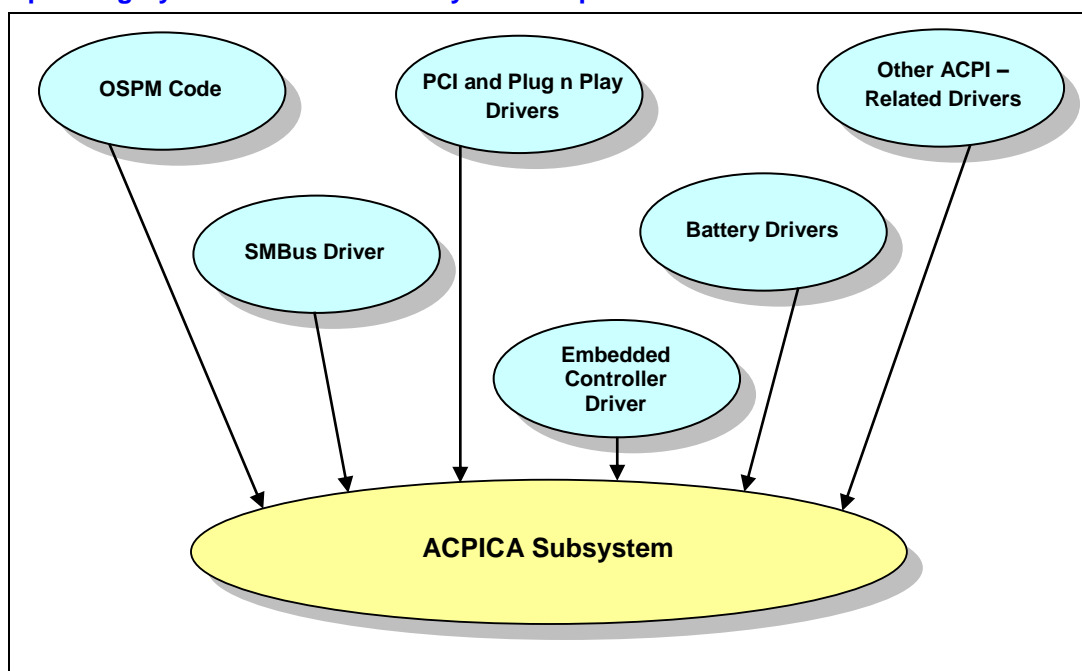 OSPM Code
PCI and Plug n Play
Drivers
Other ACPI –
Related Drivers
SMBus Driver
Battery Drivers
Embedded
Controller
Driver
ACPICA Subsystem